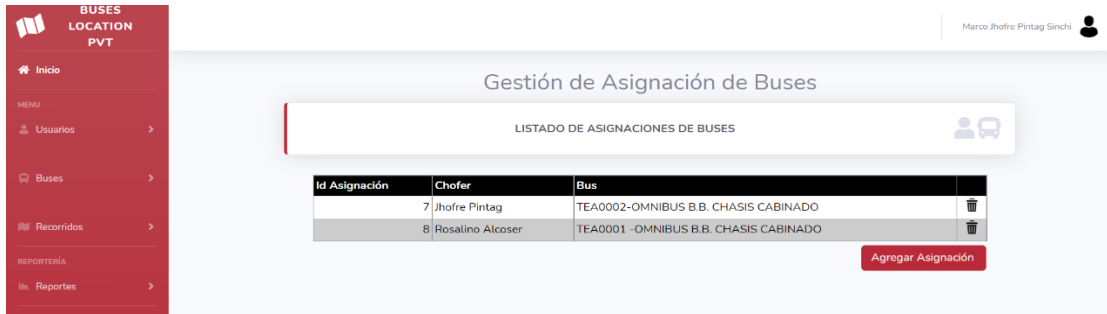 BUSES
LOCATION
PVT
Marco Jhofre Pintag Sinchi
Inicio
MENU
Usuarios
Buses
Recorridos
REPORTERÍA
Reportes
Gestión de Asignación de Buses
LISTADO DE ASIGNACIONES DE BUSES
Id Asignación Chofer Bus
7 Jhofre Pintag TEA0002-OMNIBUS B.B. CHASIS CABINADO
8 Rosalino Alcoser TEA0001 -OMNIBUS B.B. CHASIS CABINADO
Agregar Asignación